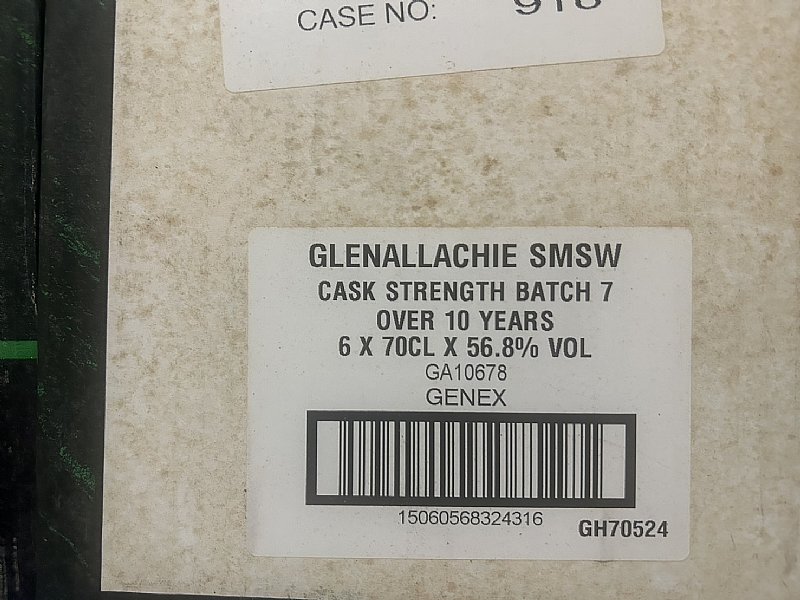 CASE NO:
GLENALLACHIE SMSW
CASK STRENGTH BATCH 7
OVER 10 YEARS
6 X 70CL X 56.8% VOL
GA10678
GENEX
15060568324316
GH70524